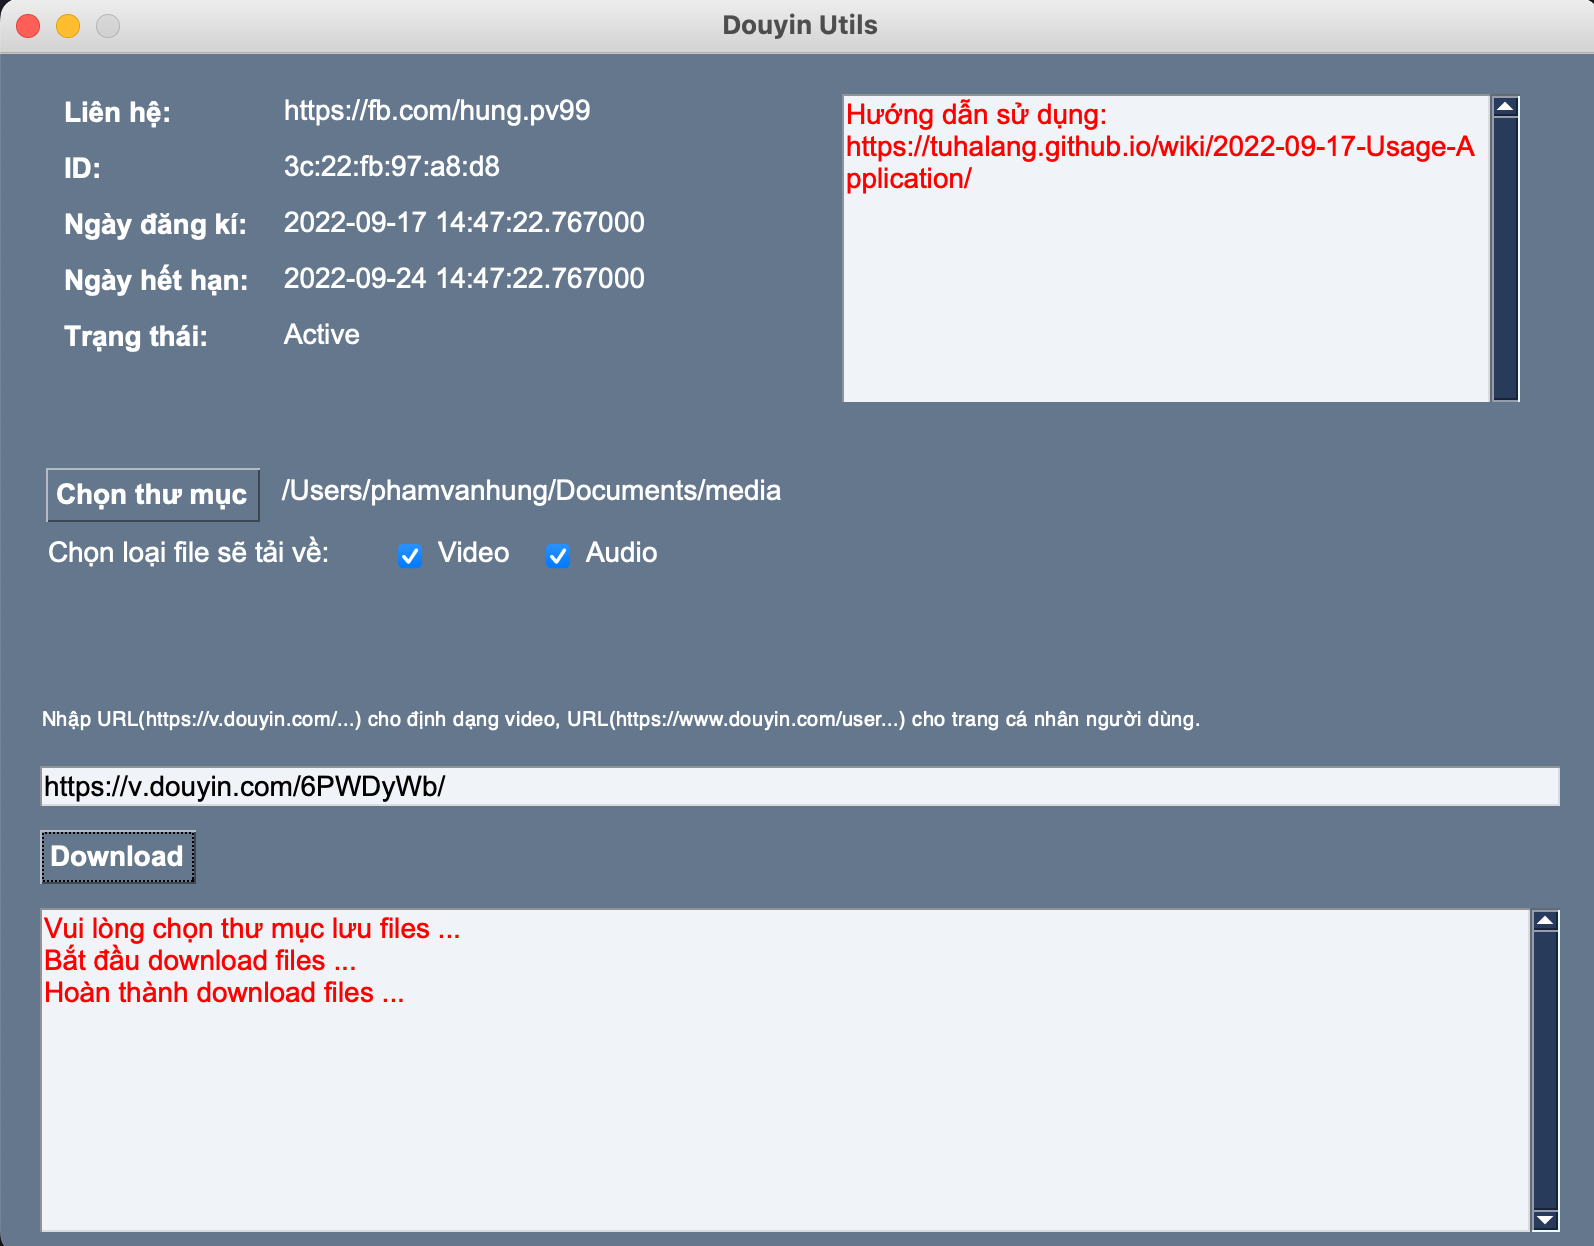 Douyin Utils
Liên hệ: https://fb.com/hung.pv99
ID: 3c:22:fb:97:a8:d8
Ngày đăng kí: 2022-09-17 14:47:22.767000
Ngày hết hạn: 2022-09-24 14:47:22.767000
Trạng thái: Active
Hướng dẫn sử dụng:
https://tuhalang.github.io/wiki/2022-09-17-Usage-A
pplication/
Chọn thư mục /Users/phamvanhung/Documents/media
Chọn loại file sẽ tải về: Video Audio
Nhập URL(https://v.douyin.com/...) cho định dạng video, URL(https://www.douyin.com/user...) cho trang cá nhân người dùng.
https://v.douyin.com/6PWDyWb/
Download
Vui lòng chọn thư mục lưu files ...
Bắt đầu download files ...
Hoàn thành download files ...